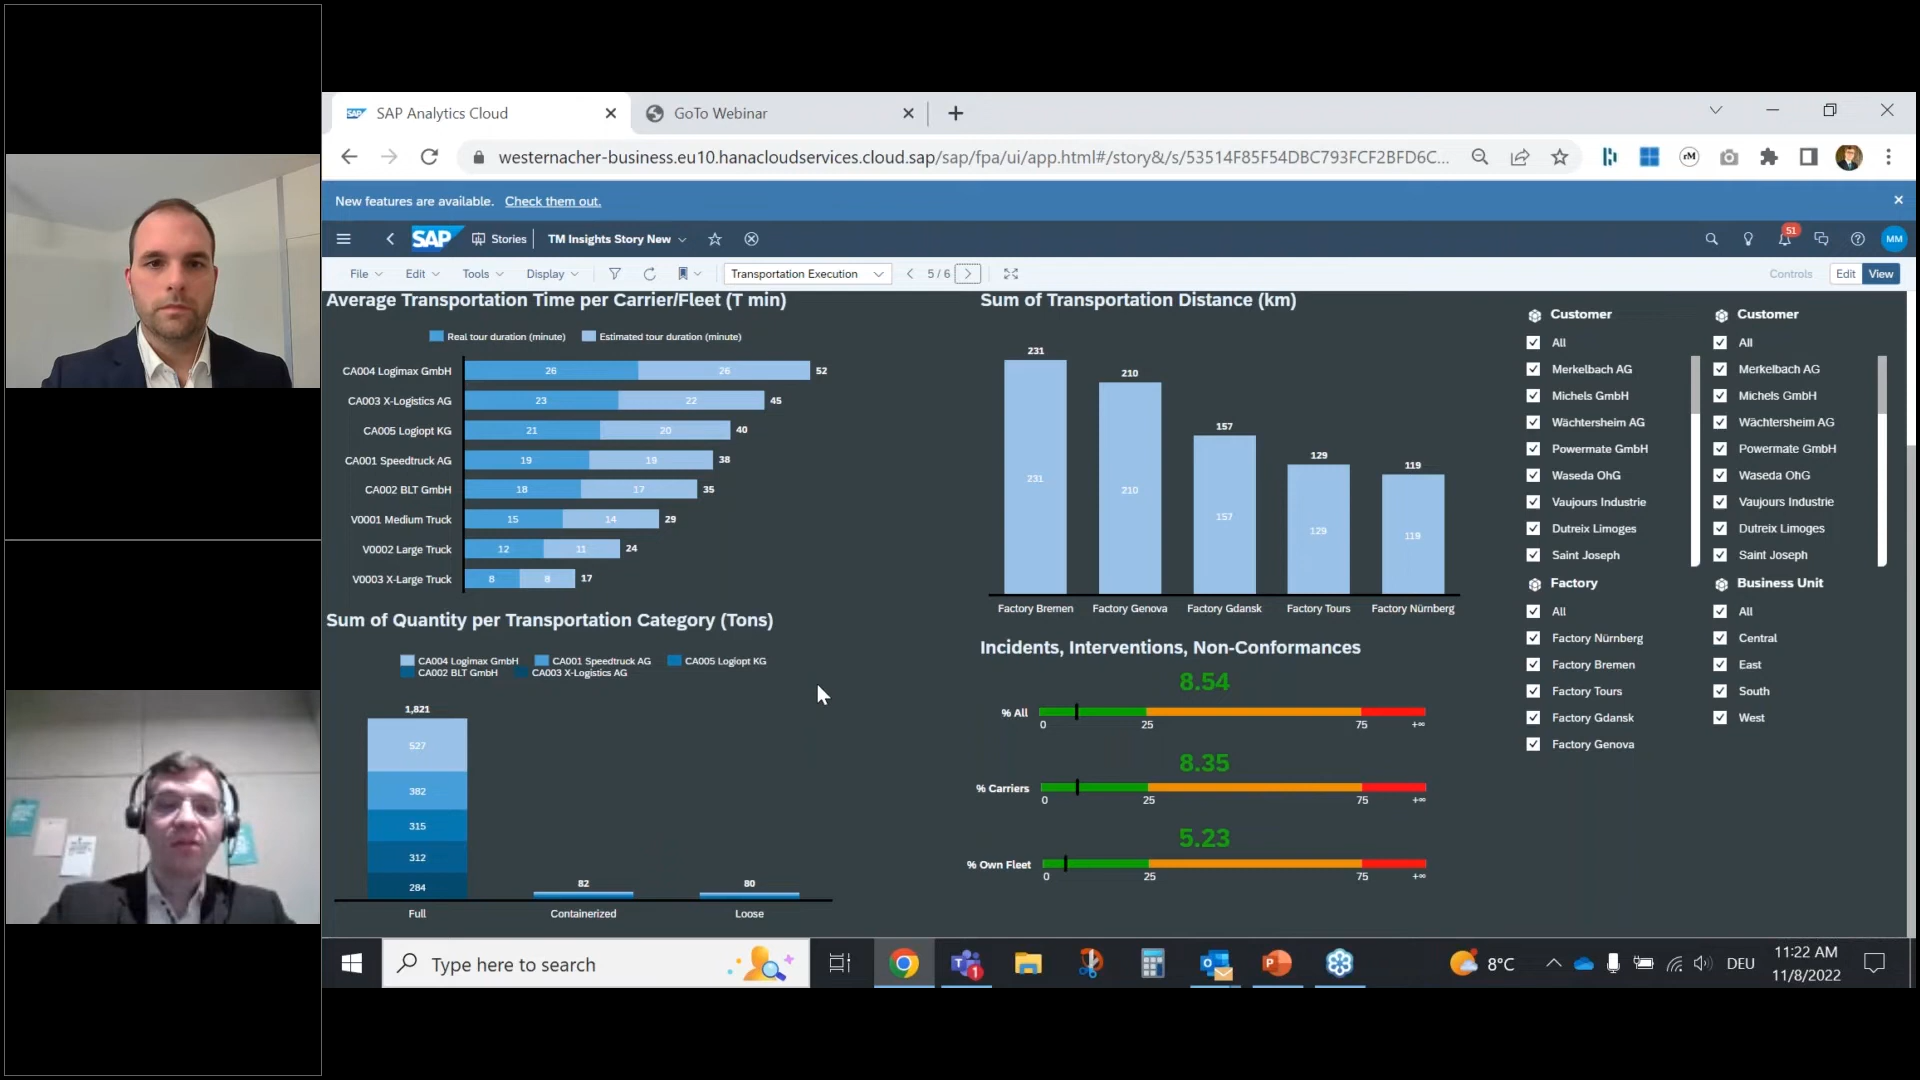 SAP Analytics Cloud
GoTo Webinar
westernacher-business.eu10.hanacloudservices.cloud.sap/sap/fpa/ui/app.html#/story&/s/53514F85F54DBC793FCF2BFD6C...
New features are available. Check them out.
SAP Stories TM Insights Story New
51
MM
File Edit Tools Display Transportation Execution 5 / 6 Controls Edit View
Average Transportation Time per Carrier/Fleet (T min)
Real tour duration (minute) Estimated tour duration (minute)
CA004 Logimax GmbH 26 26 52
CA003 X-Logistics AG 23 22 45
CA005 Logiopt KG 21 20 40
CA001 Speedtruck AG 19 19 38
CA002 BLT GmbH 18 17 35
V0001 Medium Truck 15 14 29
V0002 Large Truck 12 11 24
V0003 X-Large Truck 8 8 17
Sum of Quantity per Transportation Category (Tons)
CA004 Logimax GmbH CA001 Speedtruck AG CA005 Logiopt KG
CA002 BLT GmbH CA003 X-Logistics AG
1,821
527
382
315
312
284
82
80
Full Containerized Loose
Sum of Transportation Distance (km)
231 210 157 129 119
231 210 157 129 119
Factory Bremen Factory Genova Factory Gdansk Factory Tours Factory Nürnberg
Incidents, Interventions, Non-Conformances
8.54
% All
0 25 75 +∞
8.35
% Carriers
0 25 75 +∞
5.23
% Own Fleet
0 25 75 +∞
Customer
All
Merkelbach AG
Michels GmbH
Wächtersheim AG
Powermate GmbH
Waseda OhG
Vaujours Industrie
Dutreix Limoges
Saint Joseph
Factory
All
Factory Nürnberg
Factory Bremen
Factory Tours
Factory Gdansk
Factory Genova
Customer
All
Merkelbach AG
Michels GmbH
Wächtersheim AG
Powermate GmbH
Waseda OhG
Vaujours Industrie
Dutreix Limoges
Saint Joseph
Business Unit
All
Central
East
South
West
Type here to search
1
8°C
DEU
11:22 AM
11/8/2022